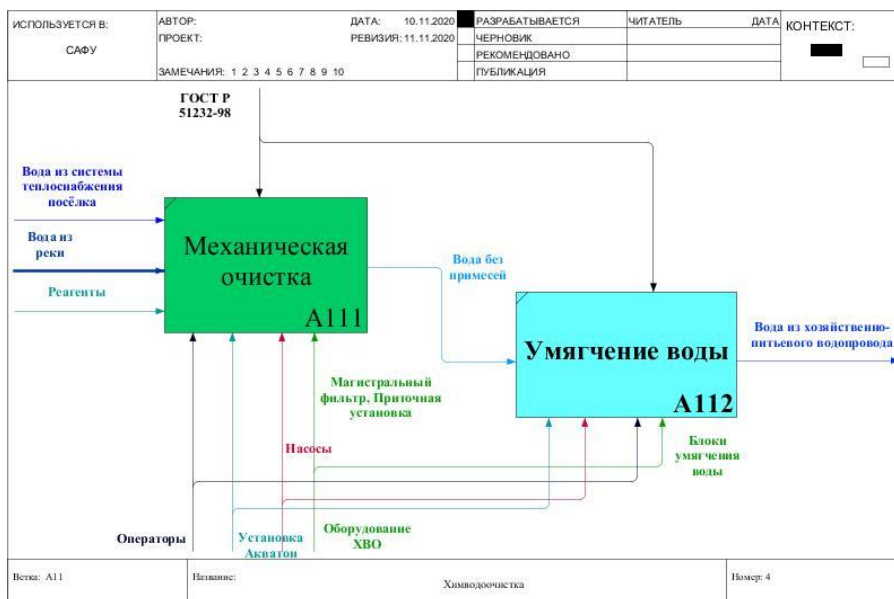 ИСПОЛЬЗУЕТСЯ В:
САФУ
АВТОР:
ДАТА: 10.11.2020
ПРОЕКТ:
РЕВИЗИЯ: 11.11.2020
ЗАМЕЧАНИЯ: 1 2 3 4 5 6 7 8 9 10
РАЗРАБАТЫВАЕТСЯ
ЧЕРНОВИК
РЕКОМЕНДОВАНО
ПУБЛИКАЦИЯ
ЧИТАТЕЛЬ
ДАТА
КОНТЕКСТ:
ГОСТ Р
51232-98
Вода из системы
теплоснабжения
посёлка
Вода из
реки
Реагенты
Механическая
очистка
A111
Вода без
примесей
Умягчение воды
A112
Вода из хозяйственно-
питьевого водопровода
Магистральный
фильтр, Приточная
установка
Насосы
Блоки
умягчения
воды
Операторы
Установка
Акватон
Оборудование
ХВО
Ветка: A11
Название:
Химводоочистка
Номер: 4